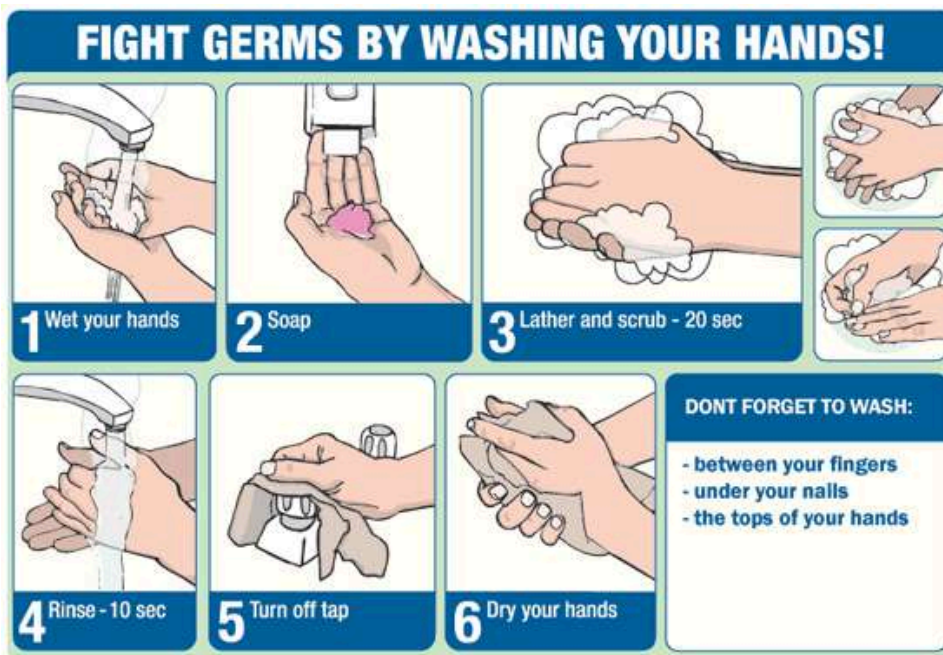 FIGHT GERMS BY WASHING YOUR HANDS!
1 Wet your hands
2 Soap
3 Lather and scrub - 20 sec
4 Rinse - 10 sec
5 Turn off tap
6 Dry your hands
DONT FORGET TO WASH:
- between your fingers
- under your nails
- the tops of your hands